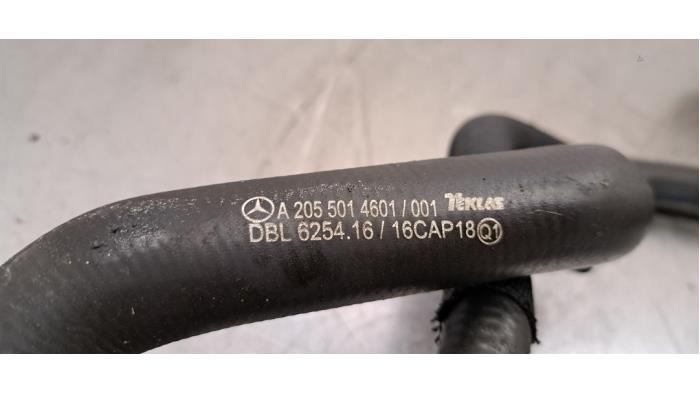 A 205 501 4601 / 001 TEKLAS
DBL 6254.16 / 16CAP18 Q1